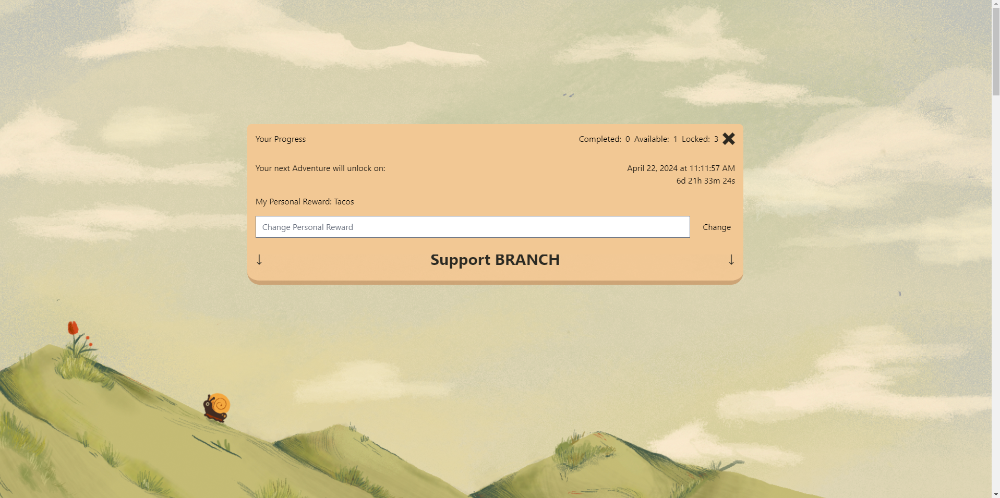 Your Progress
Completed: 0 Available: 1 Locked: 3
Your next Adventure will unlock on:
April 22, 2024 at 11:11:57 AM
6d 21h 33m 24s
My Personal Reward: Tacos
Change Personal Reward
Change
↓ Support BRANCH ↓